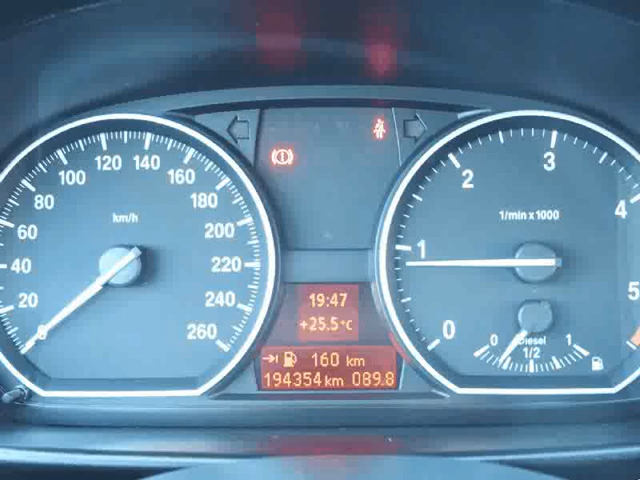 120 140
100 160
80 180
60 200
40 220
20 240
0 260
km/h
19:47
+25.5°C
160 km
194354 km 089.8
3
2 4
1 5
0
1/min x 1000
0 Diesel 1
1/2